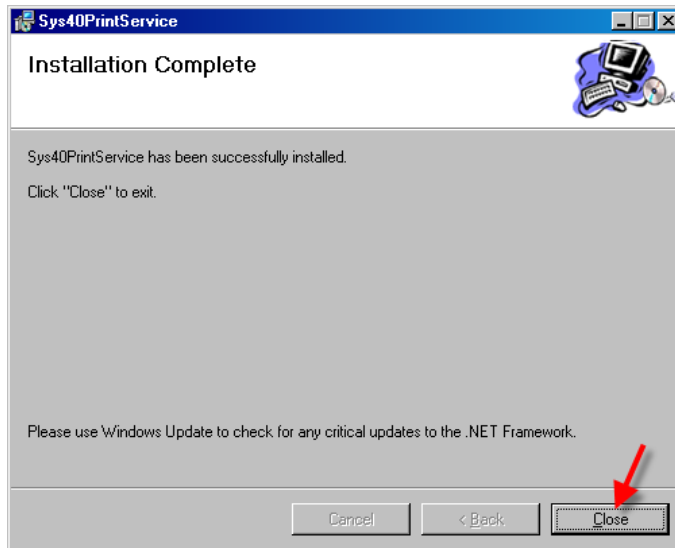 Sys40PrintService
Installation Complete
Sys40PrintService has been successfully installed.
Click "Close" to exit.
Please use Windows Update to check for any critical updates to the .NET Framework.
Cancel
< Back
Close